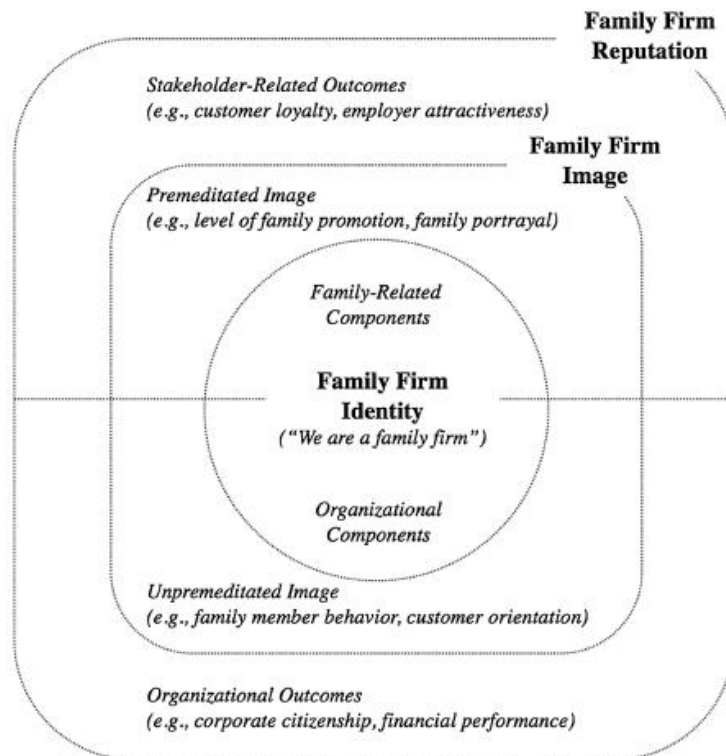 Family Firm
Reputation
Stakeholder-Related Outcomes
(e.g., customer loyalty, employer attractiveness)
Family Firm
Image
Premeditated Image
(e.g., level of family promotion, family portrayal)
Family-Related
Components
Family Firm
Identity
("We are a family firm")
Organizational
Components
Unpremeditated Image
(e.g., family member behavior, customer orientation)
Organizational Outcomes
(e.g., corporate citizenship, financial performance)